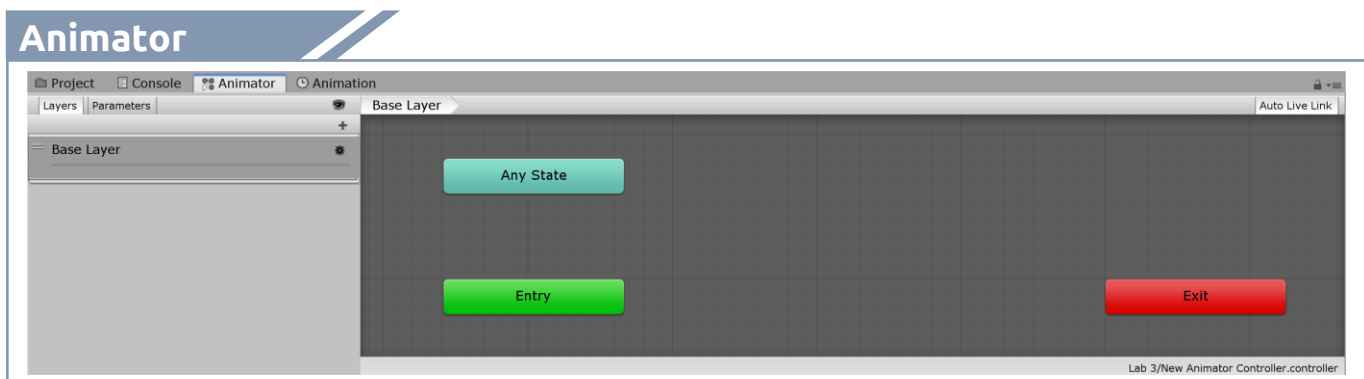 Animator
Project Console Animator Animation
Layers Parameters Base Layer Auto Live Link
+
Base Layer
Any State
Entry Exit
Lab 3/New Animator Controller.controller